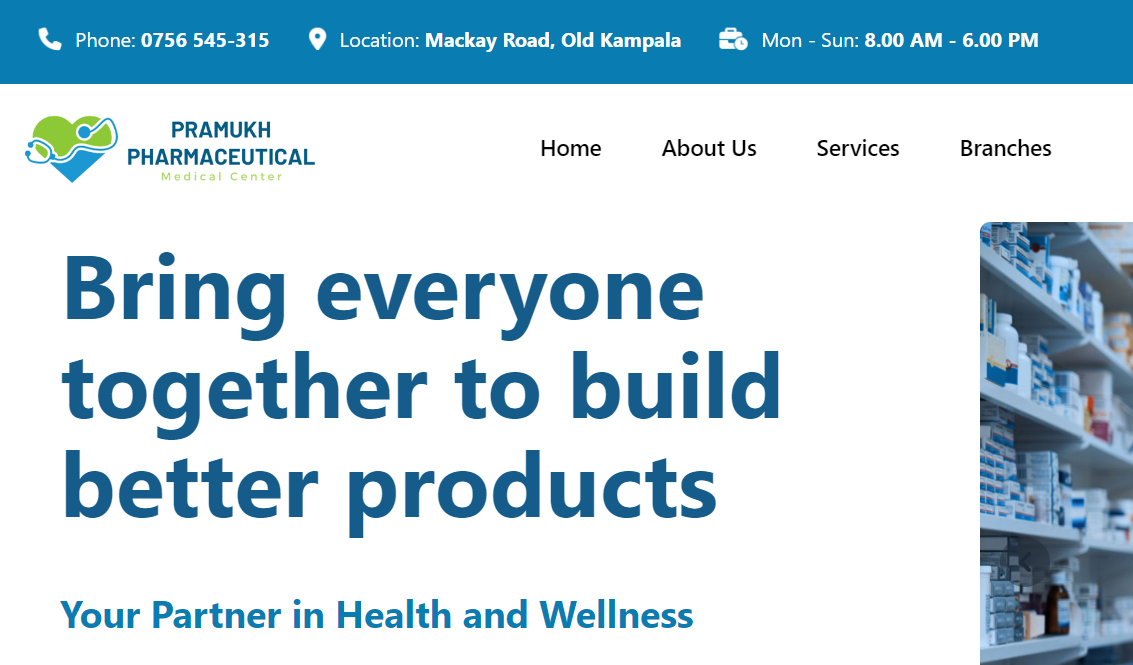 Phone: 0756 545-315 Location: Mackay Road, Old Kampala Mon - Sun: 8.00 AM - 6.00 PM
PRAMUKH
PHARMACEUTICAL
Medical Center
Home About Us Services Branches
Bring everyone
together to build
better products
Your Partner in Health and Wellness